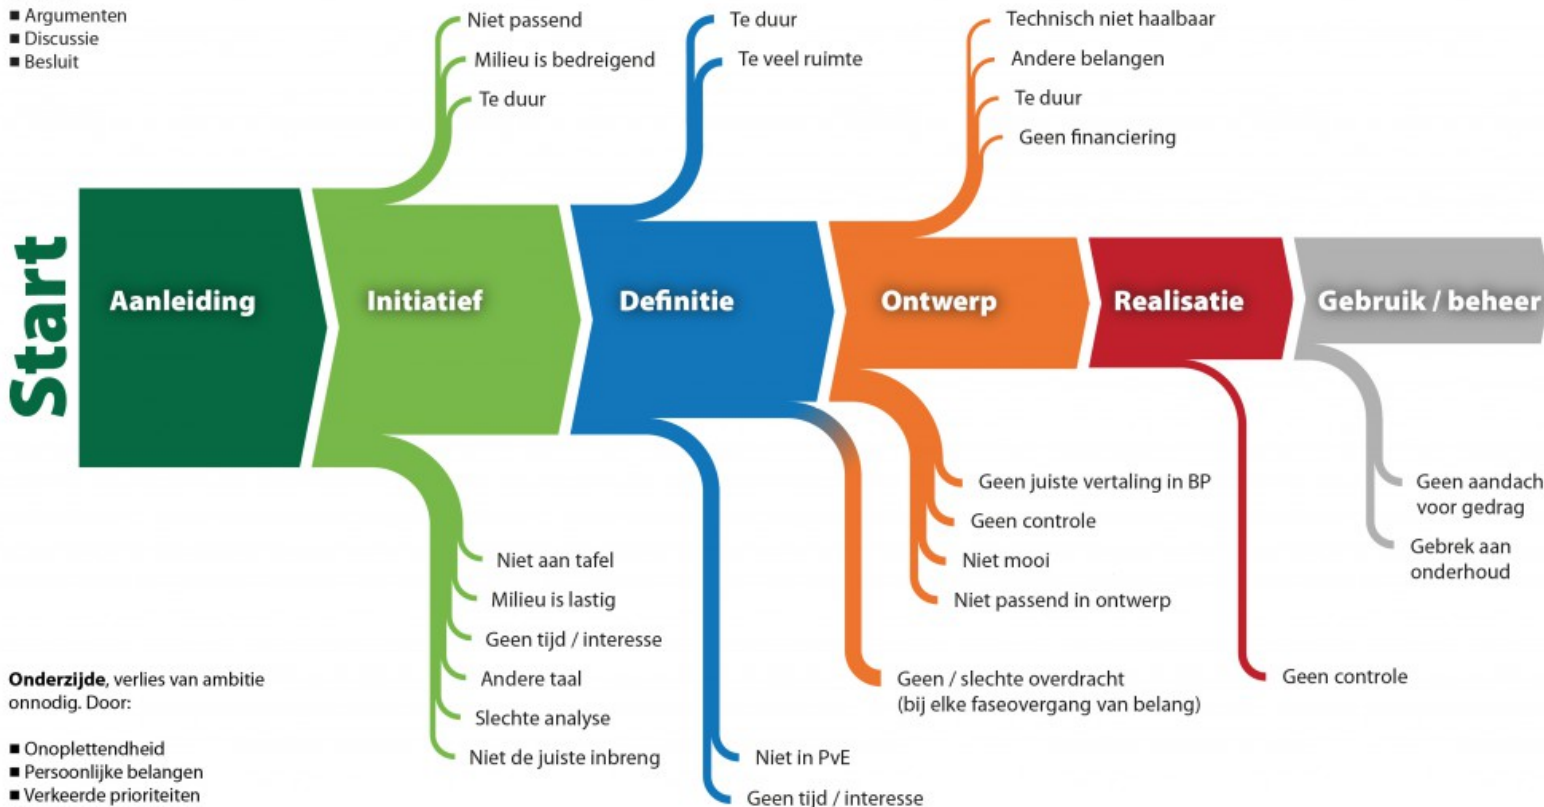 ■ Argumenten
■ Discussie
■ Besluit
Niet passend
Milieu is bedreigend
Te duur
Te duur
Te veel ruimte
Technisch niet haalbaar
Andere belangen
Te duur
Geen financiering
Start
Aanleiding
Initiatief
Definitie
Ontwerp
Realisatie
Gebruik / beheer
Niet aan tafel
Milieu is lastig
Geen tijd / interesse
Andere taal
Slechte analyse
Niet de juiste inbreng
Niet in PvE
Geen tijd / interesse
Geen / slechte overdracht
(bij elke faseovergang van belang)
Geen juiste vertaling in BP
Geen controle
Niet mooi
Niet passend in ontwerp
Geen controle
Geen aandach
voor gedrag
Gebrek aan
onderhoud
Onderzijde, verlies van ambitie
onnodig. Door:
■ Onoplettendheid
■ Persoonlijke belangen
■ Verkeerde prioriteiten